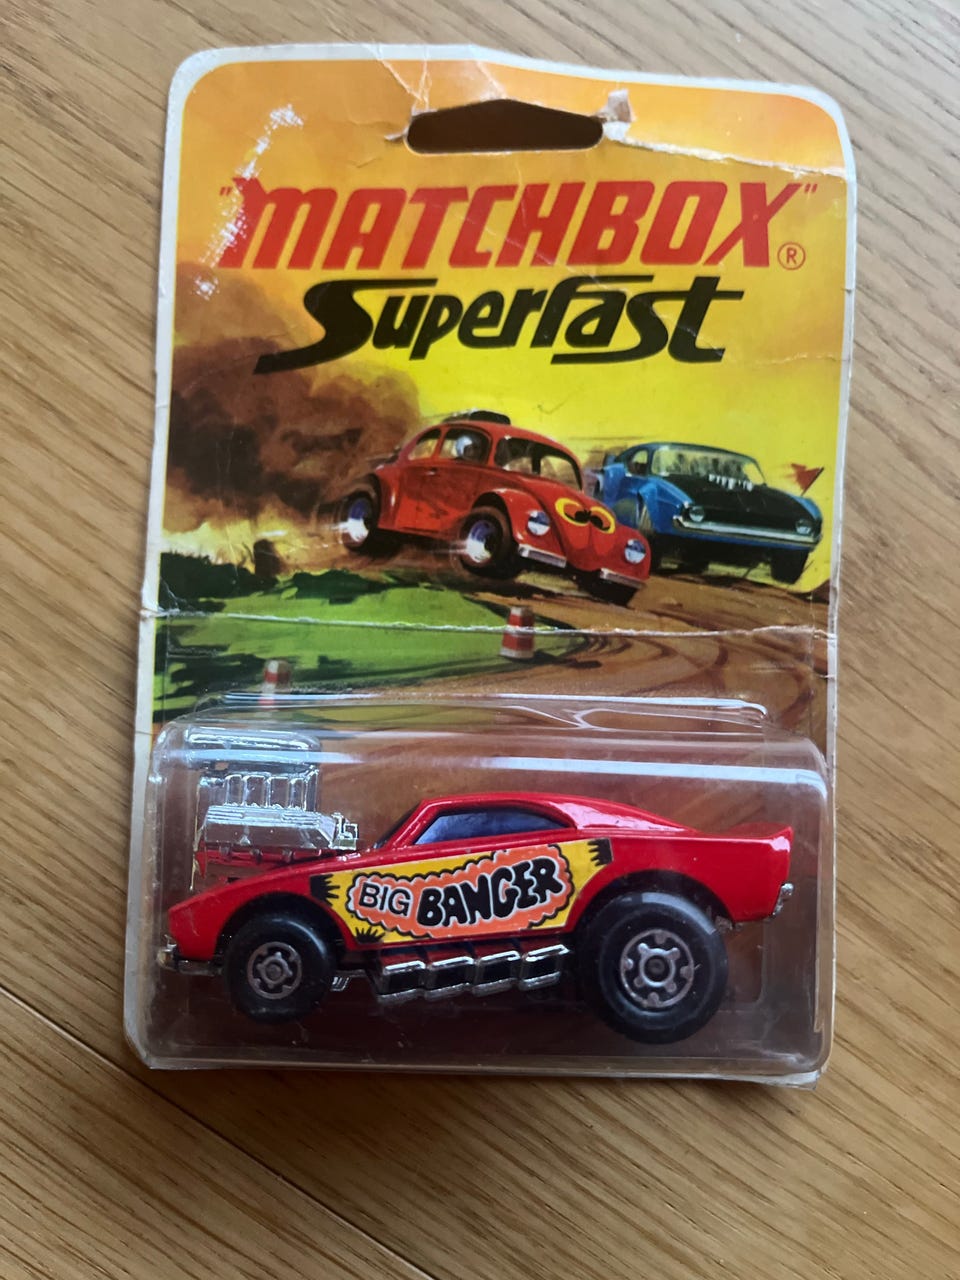 "MATCHBOX"®
Superfast
BIG BANGER